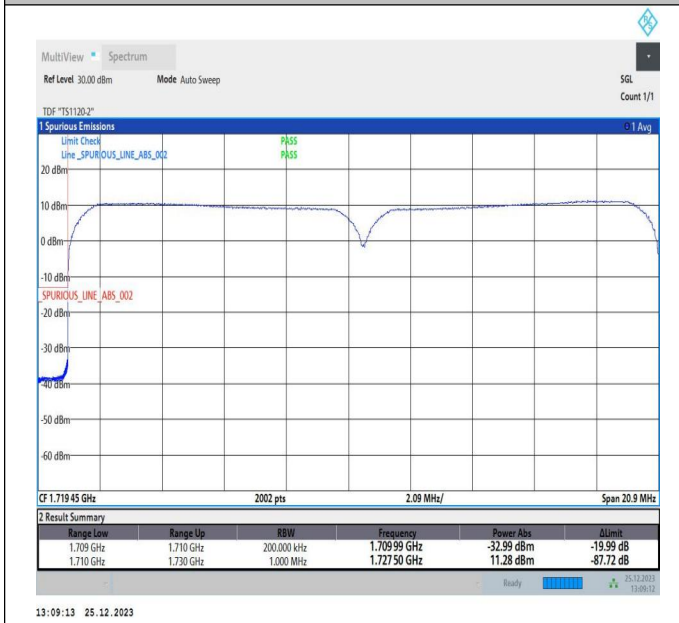 R S
MultiView Spectrum
Ref Level 30.00 dBm Mode Auto Sweep SGL
Count 1/1
TDF "TS1120-2"
1 Spurious Emissions 1 Avg
Limit Check PASS
Line _SPURIOUS_LINE_ABS_002 PASS
20 dBm
10 dBm
0 dBm
-10 dBm
_SPURIOUS_LINE_ABS_002
-20 dBm
-30 dBm
-40 dBm
-50 dBm
-60 dBm
CF 1.719 45 GHz 2002 pts 2.09 MHz/ Span 20.9 MHz
2 Result Summary
Range Low Range Up RBW Frequency Power Abs ΔLimit
1.709 GHz 1.710 GHz 200.000 kHz 1.709 99 GHz -32.99 dBm -19.99 dB
1.710 GHz 1.730 GHz 1.000 MHz 1.727 50 GHz 11.28 dBm -87.72 dB
Ready 25.12.2023
13:09:12
13:09:13 25.12.2023